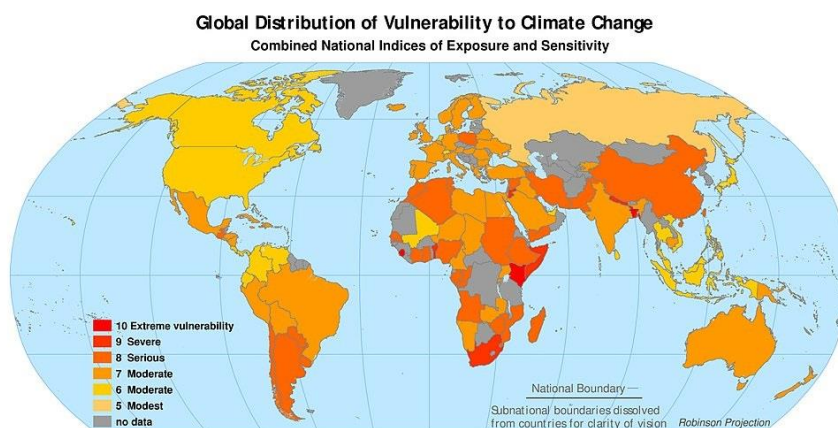 Global Distribution of Vulnerability to Climate Change
Combined National Indices of Exposure and Sensitivity
10 Extreme vulnerability
9 Severe
8 Serious
7 Moderate
6 Moderate
5 Modest
no data
National Boundary
Subnational boundaries dissolved
from countries for clarity of vision
Robinson Projection